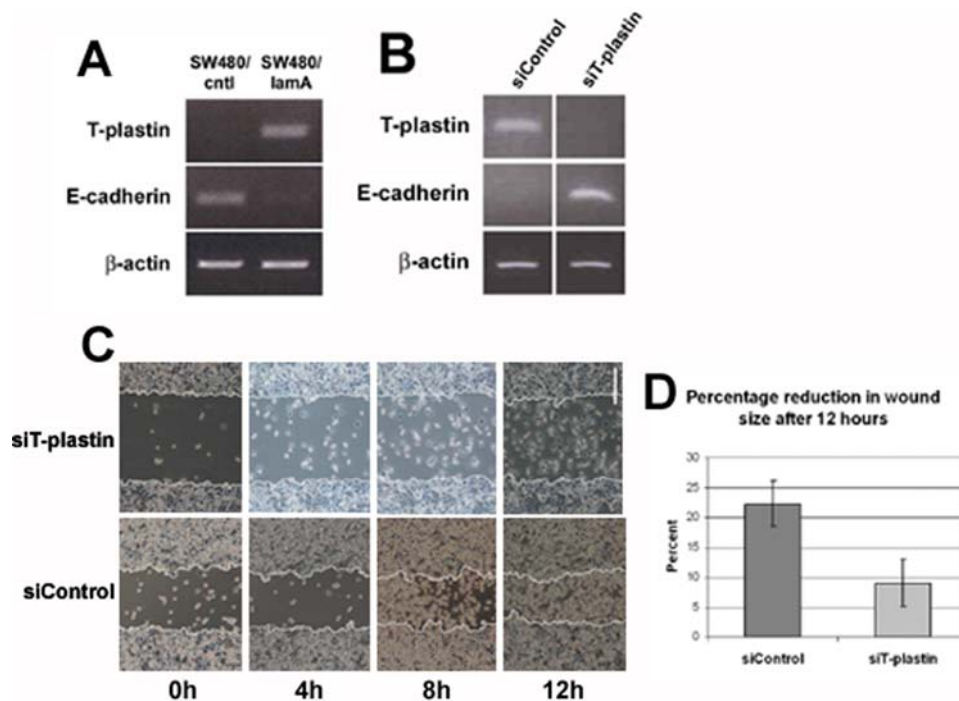 A
SW480/ cntl
SW480/ lamA
T-plastin
E-cadherin
β-actin
B
siControl
siT-plastin
T-plastin
E-cadherin
β-actin
C
siT-plastin
siControl
0h 4h 8h 12h
D
Percentage reduction in wound
size after 12 hours
Percent
30
25
20
15
10
5
0
siControl siT-plastin